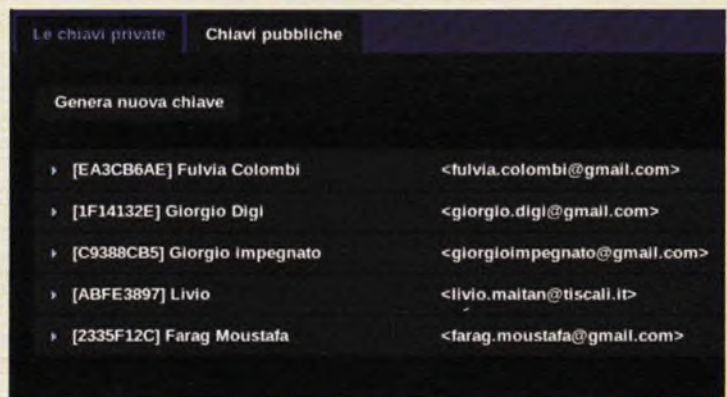 Le chiavi private Chiavi pubbliche
Genera nuova chiave
[EA3CB6AE] Fulvia Colombi <fulvia.colombi@gmail.com>
[1F14132E] Giorgio Digi <giorgio.digi@gmail.com>
[C9388CB5] Giorgio impegnato <giorgioimpegnato@gmail.com>
[ABFE3897] Livio <livio.maitan@tiscali.it>
[2335F12C] Farag Moustafa <farag.moustafa@gmail.com>